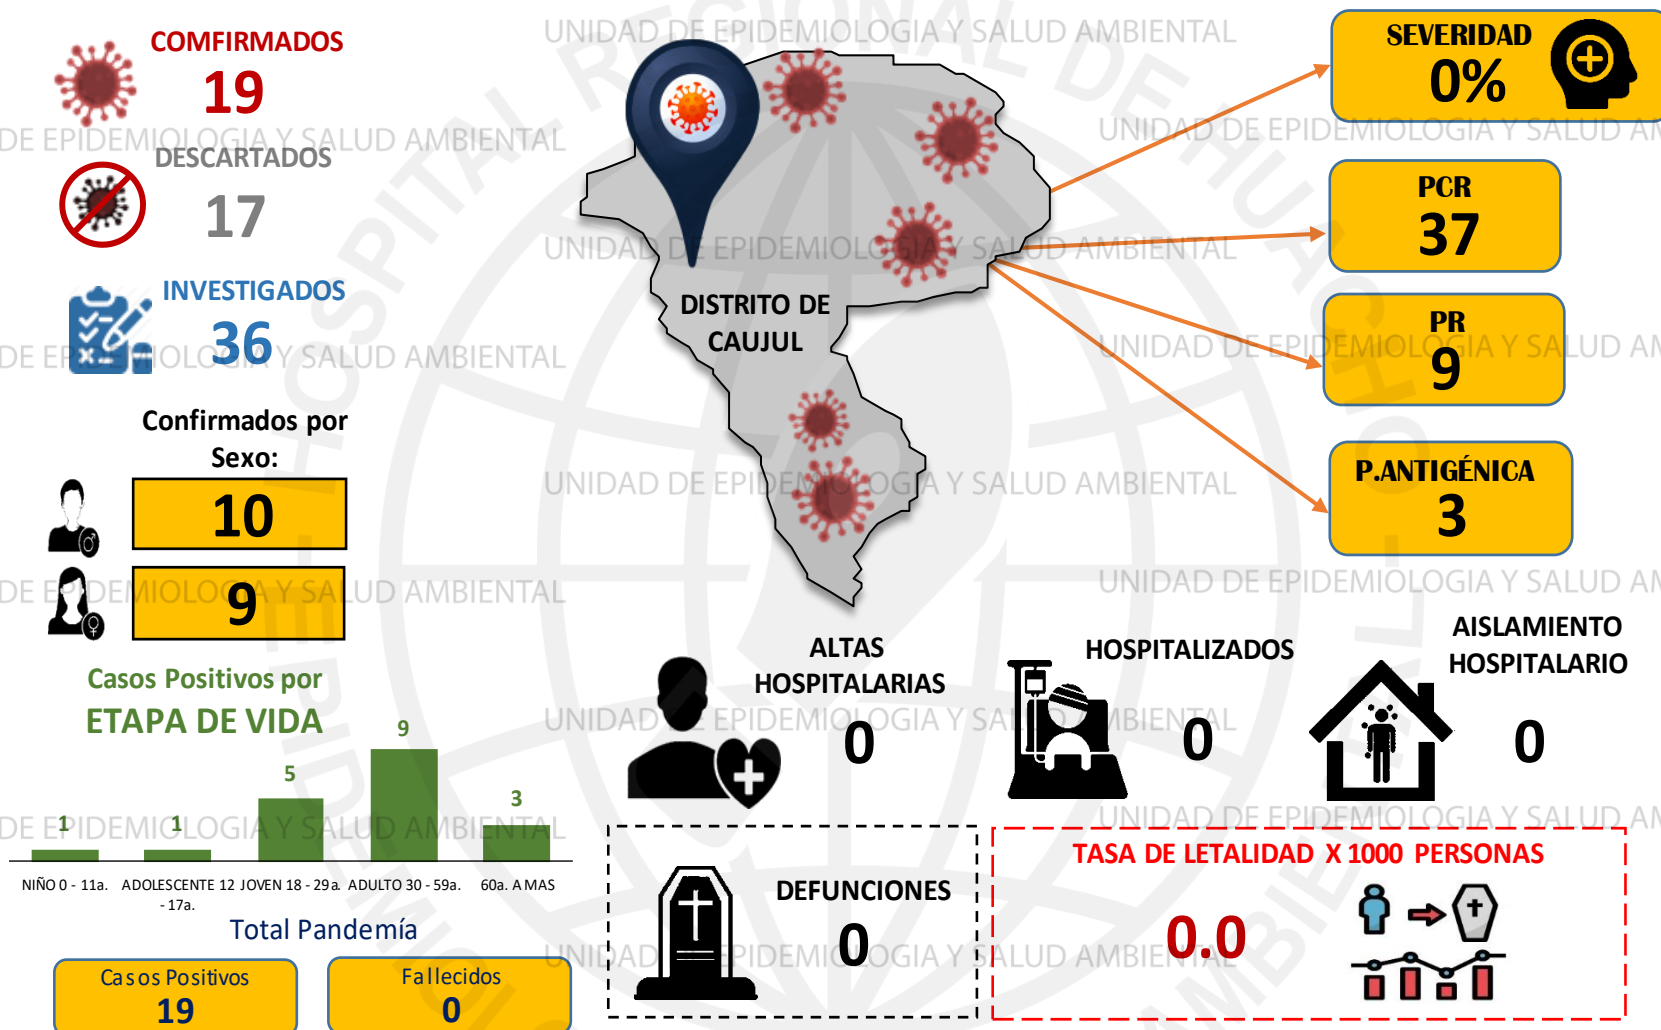 COMFIRMADOS
19
DESCARTADOS
17
INVESTIGADOS
36
Confirmados por
Sexo:
10
9
Casos Positivos por
ETAPA DE VIDA
1
1
5
9
3
NIÑO 0 - 11a.
ADOLESCENTE 12
- 17a.
JOVEN 18 - 29a.
ADULTO 30 - 59a.
60a. A MAS
Total Pandemía
Casos Positivos
19
Fallecidos
0
DISTRITO DE
CAUJUL
SEVERIDAD
0%
PCR
37
PR
9
P.ANTIGÉNICA
3
ALTAS
HOSPITALARIAS
0
HOSPITALIZADOS
0
AISLAMIENTO
HOSPITALARIO
0
DEFUNCIONES
0
TASA DE LETALIDAD X 1000 PERSONAS
0.0
UNIDAD DE EPIDEMIOLOGIA Y SALUD AMBIENTAL
HOSPITAL REGIONAL DE HUACHO